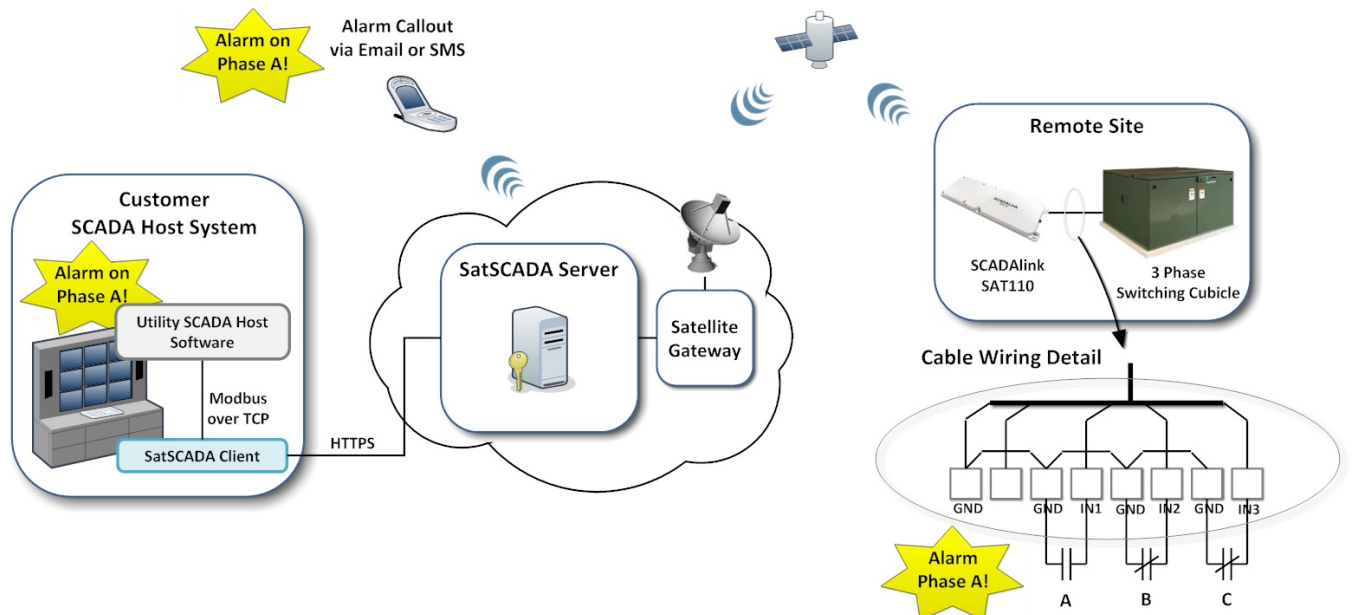 Alarm on
Phase A!
Alarm Callout
via Email or SMS
Customer
SCADA Host System
Alarm on
Phase A!
Utility SCADA Host
Software
Modbus
over TCP
SatSCADA Client
HTTPS
SatSCADA Server
Satellite
Gateway
Remote Site
SCADALINK
SCADAlink
SAT110
3 Phase
Switching Cubicle
Cable Wiring Detail
GND
GND
IN1
GND
IN2
GND
IN3
Alarm
Phase A!
A
B
C